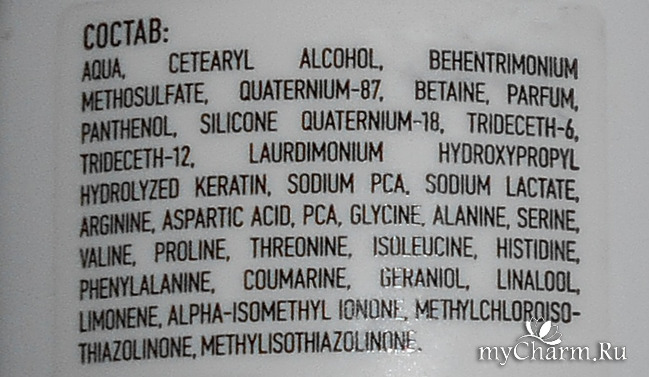 СОСТАВ:
AQUA, CETEARYL ALCOHOL, BEHENTRIMONIUM
METHOSULFATE, QUATERNIUM-87, BETAINE, PARFUM,
PANTHENOL, SILICONE QUATERNIUM-18, TRIDECETH-6,
TRIDECETH-12, LAURDIMONIUM HYDROXYPROPYL
HYDROLYZED KERATIN, SODIUM PCA, SODIUM LACTATE,
ARGININE, ASPARTIC ACID, PCA, GLYCINE, ALANINE, SERINE,
VALINE, PROLINE, THREONINE, ISOLEUCINE, HISTIDINE,
PHENYLALANINE, COUMARINE, GERANIOL, LINALOOL,
LIMONENE, ALPHA-ISOMETHYL IONONE, METHYLCHLOROISO-
THIAZOLINONE, METHYLISOTHIAZOLINONE.
myCharm.Ru